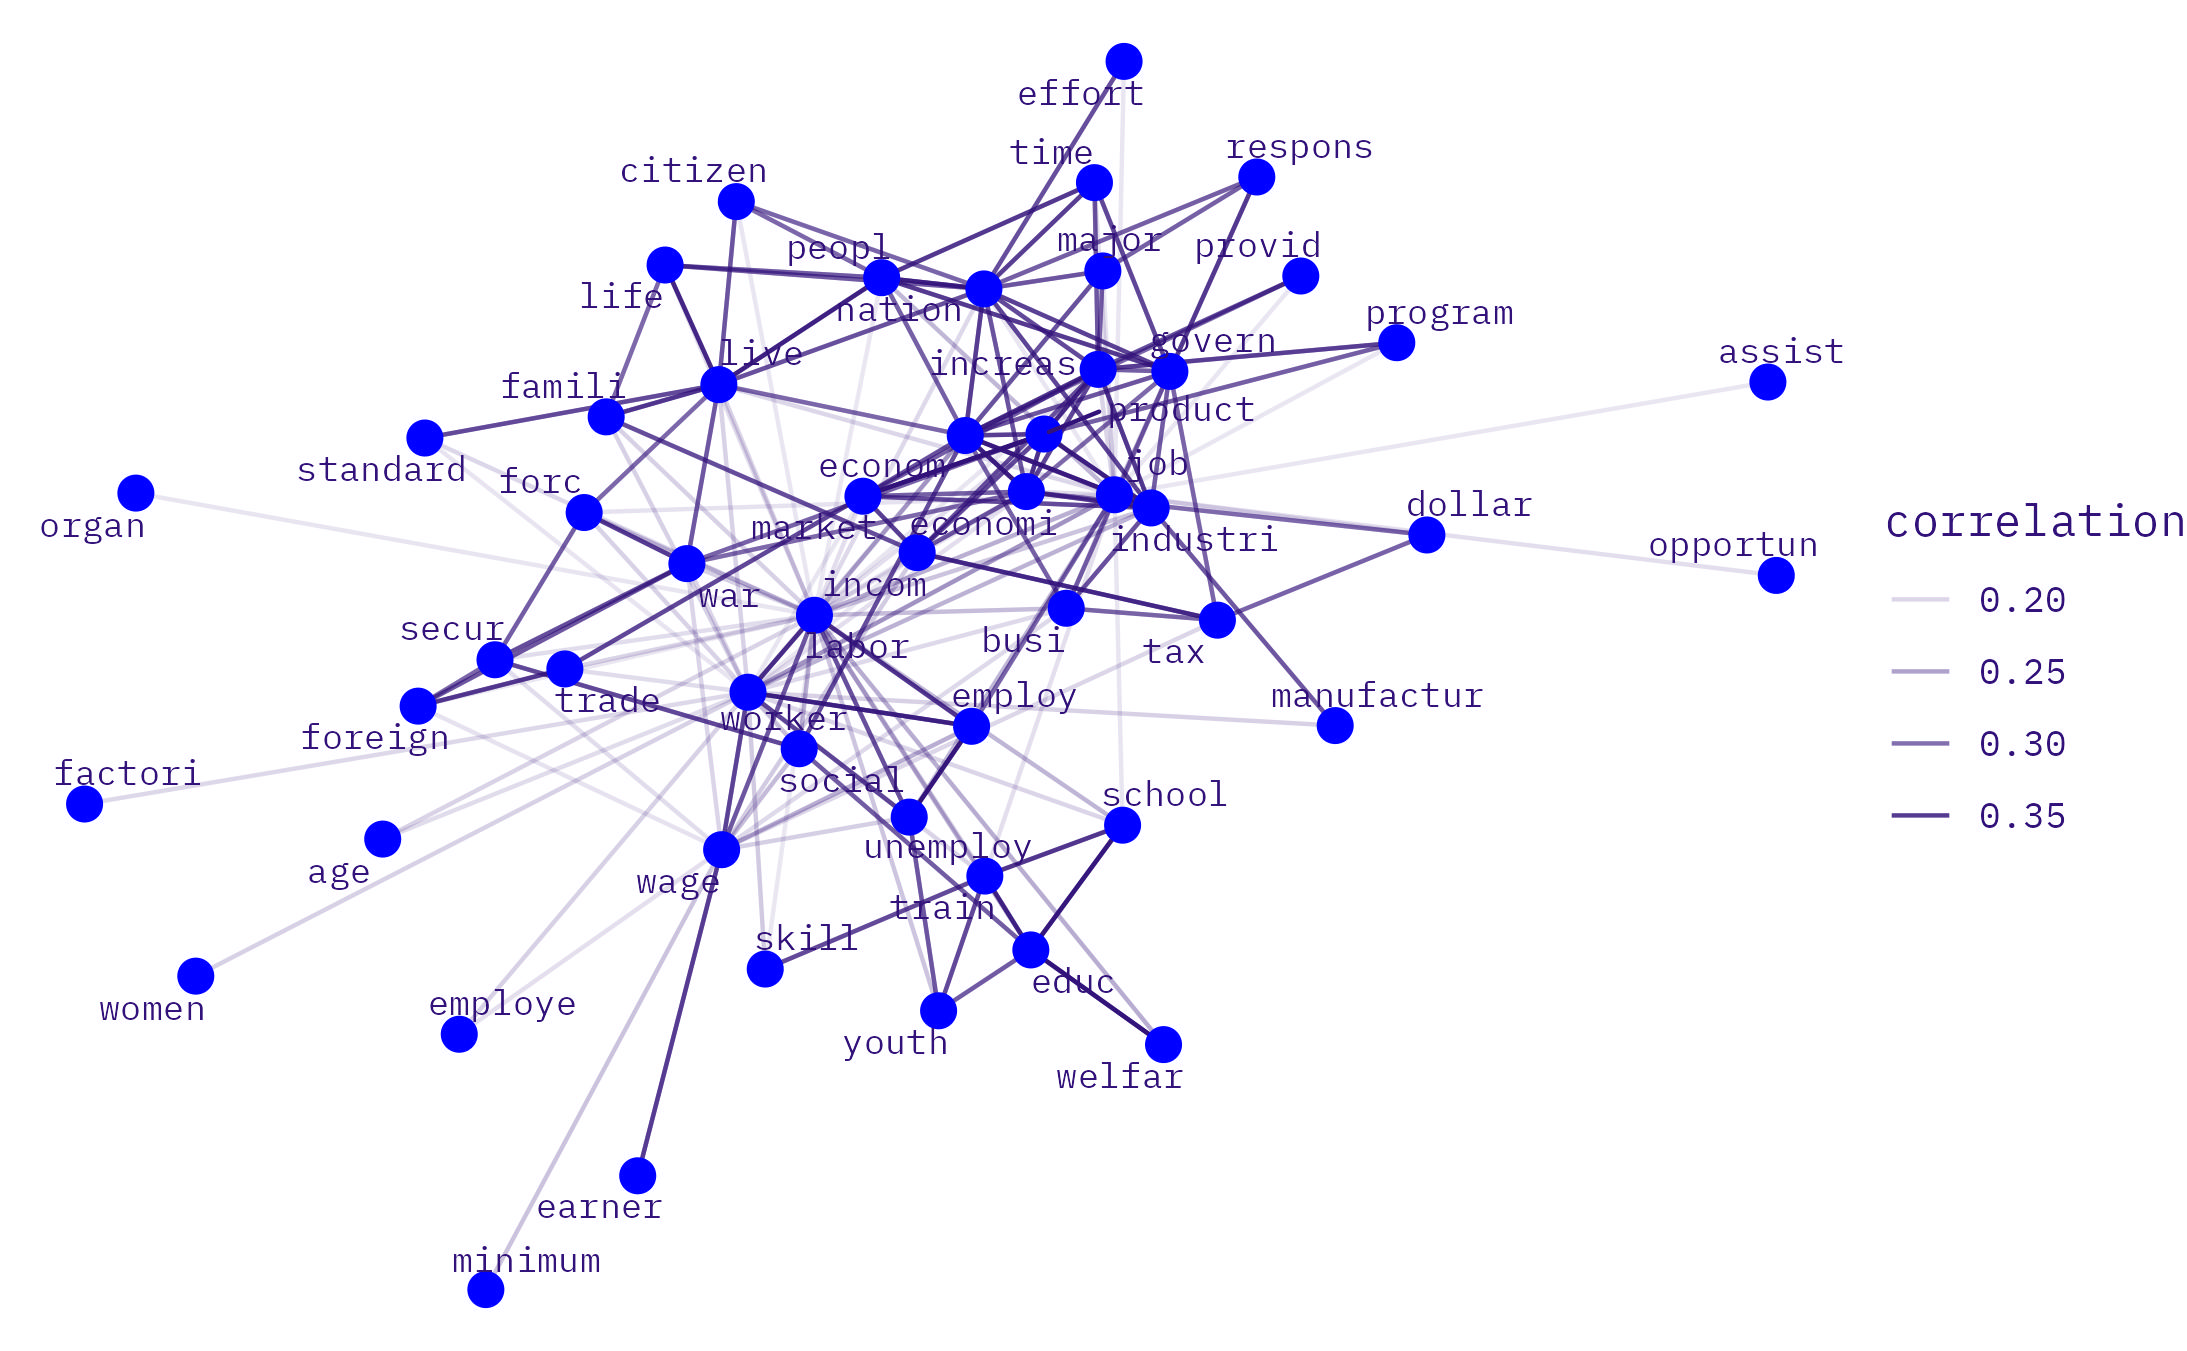 effort
time
respons
citizen
major
provid
peopl
life
nation
program
live
increas
govern
assist
famili
product
standard
forc
econom
job
organ
market
economi
dollar
correlation
industri
opportun
incom
war
0.20
secur
labor
busi
tax
0.25
trade
worker
employ
manufactur
foreign
0.30
factori
social
school
age
wage
unemploy
0.35
train
skill
women
employe
educ
youth
welfar
earner
minimum